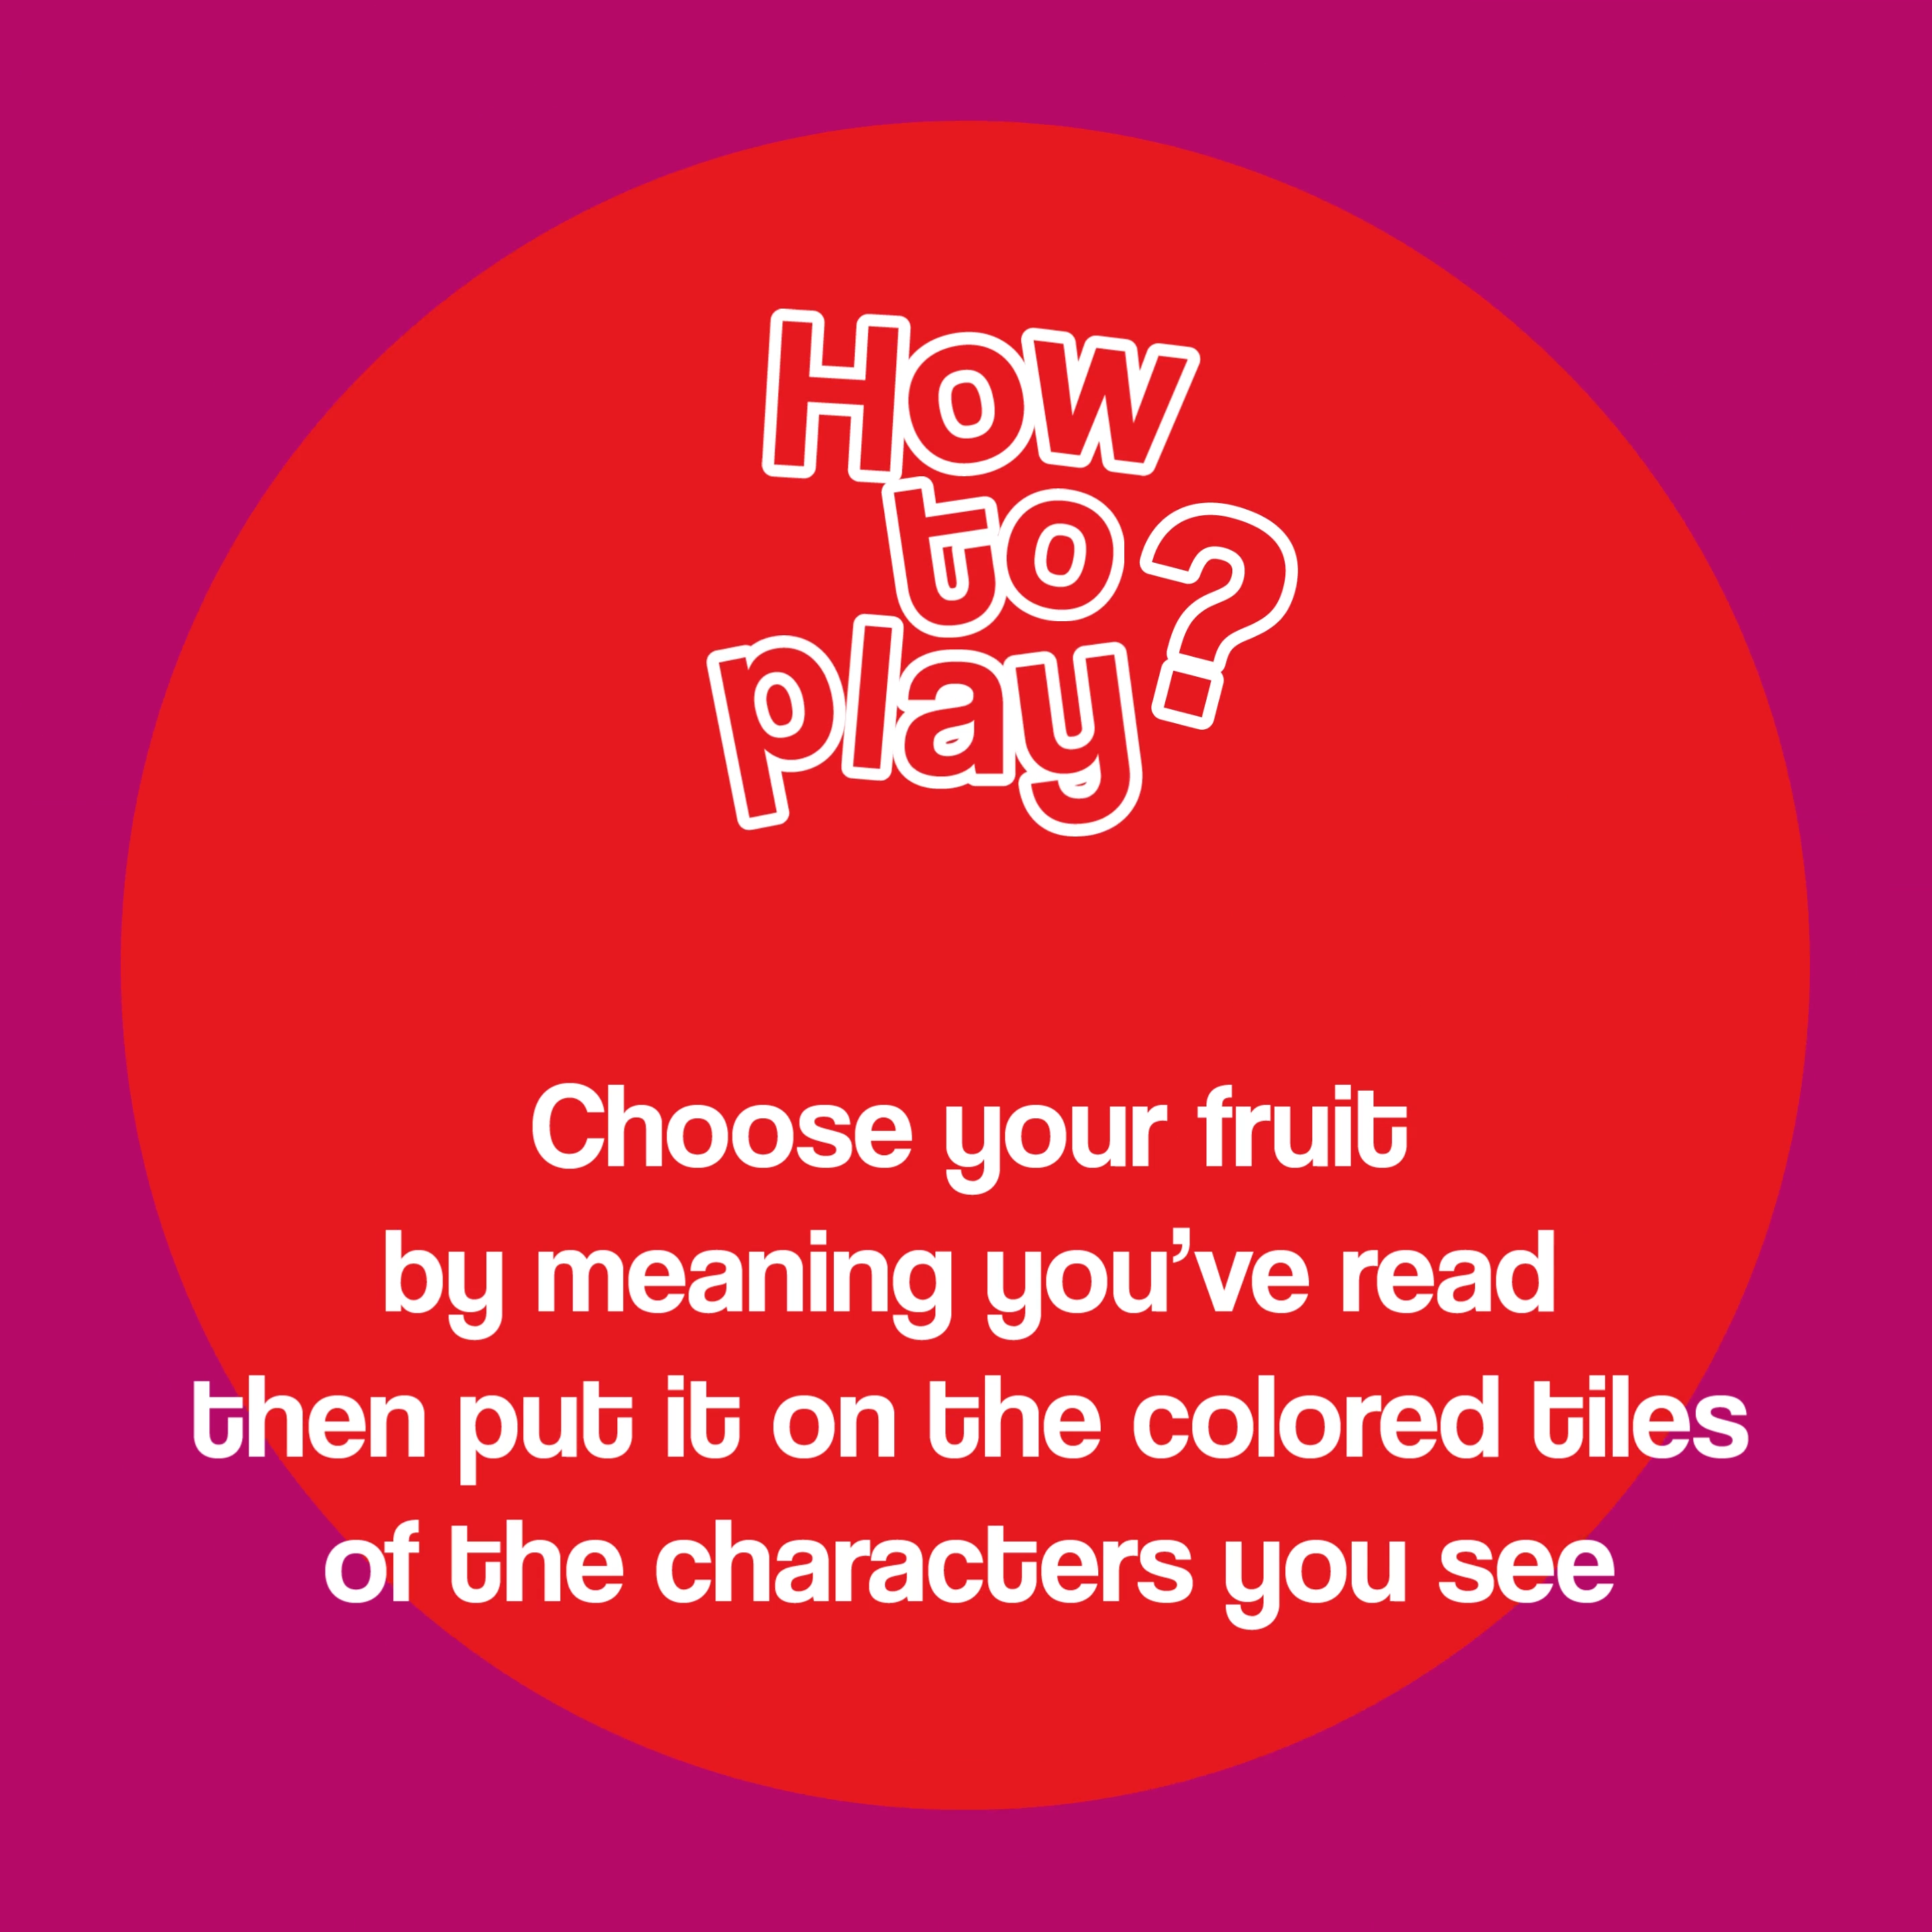 How
to
play?
Choose your fruit
by meaning you’ve read
then put it on the colored tiles
of the characters you see